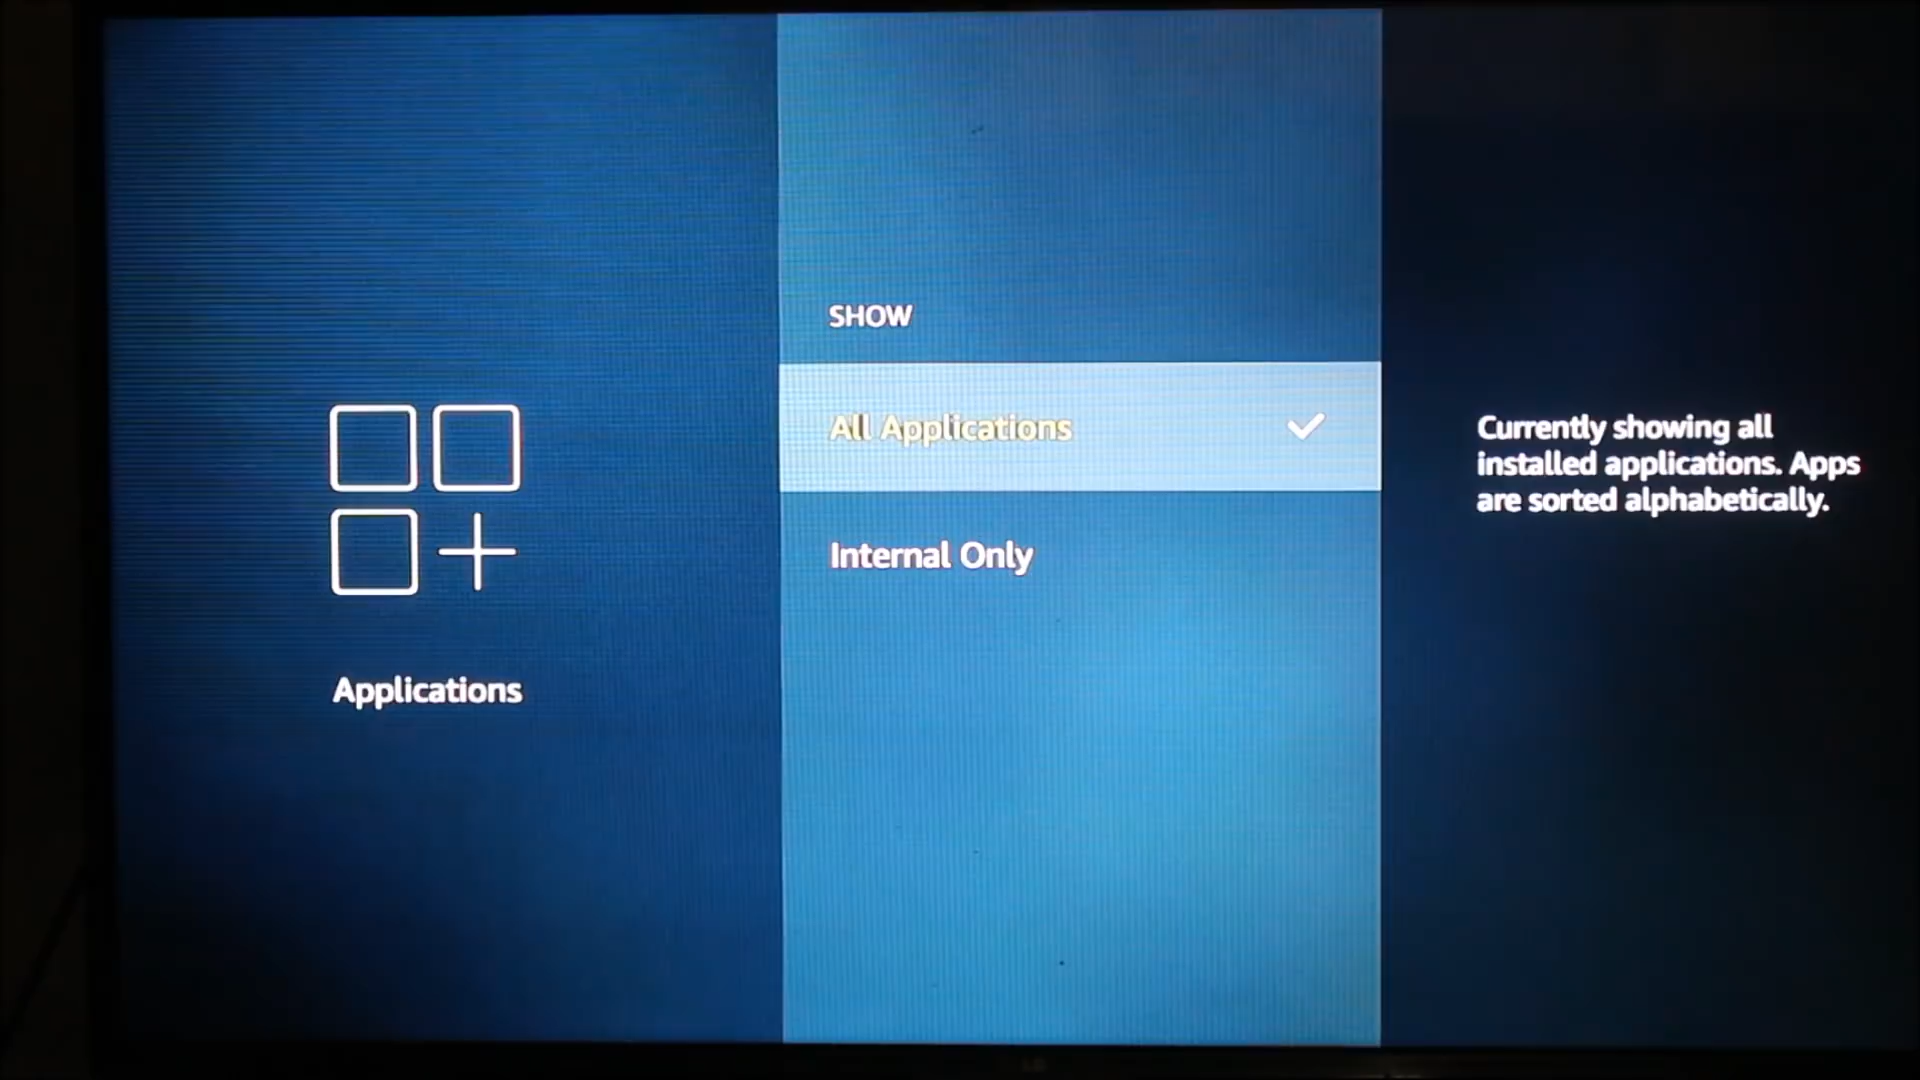 SHOW
All Applications
Internal Only
Applications
Currently showing all
installed applications. Apps
are sorted alphabetically.